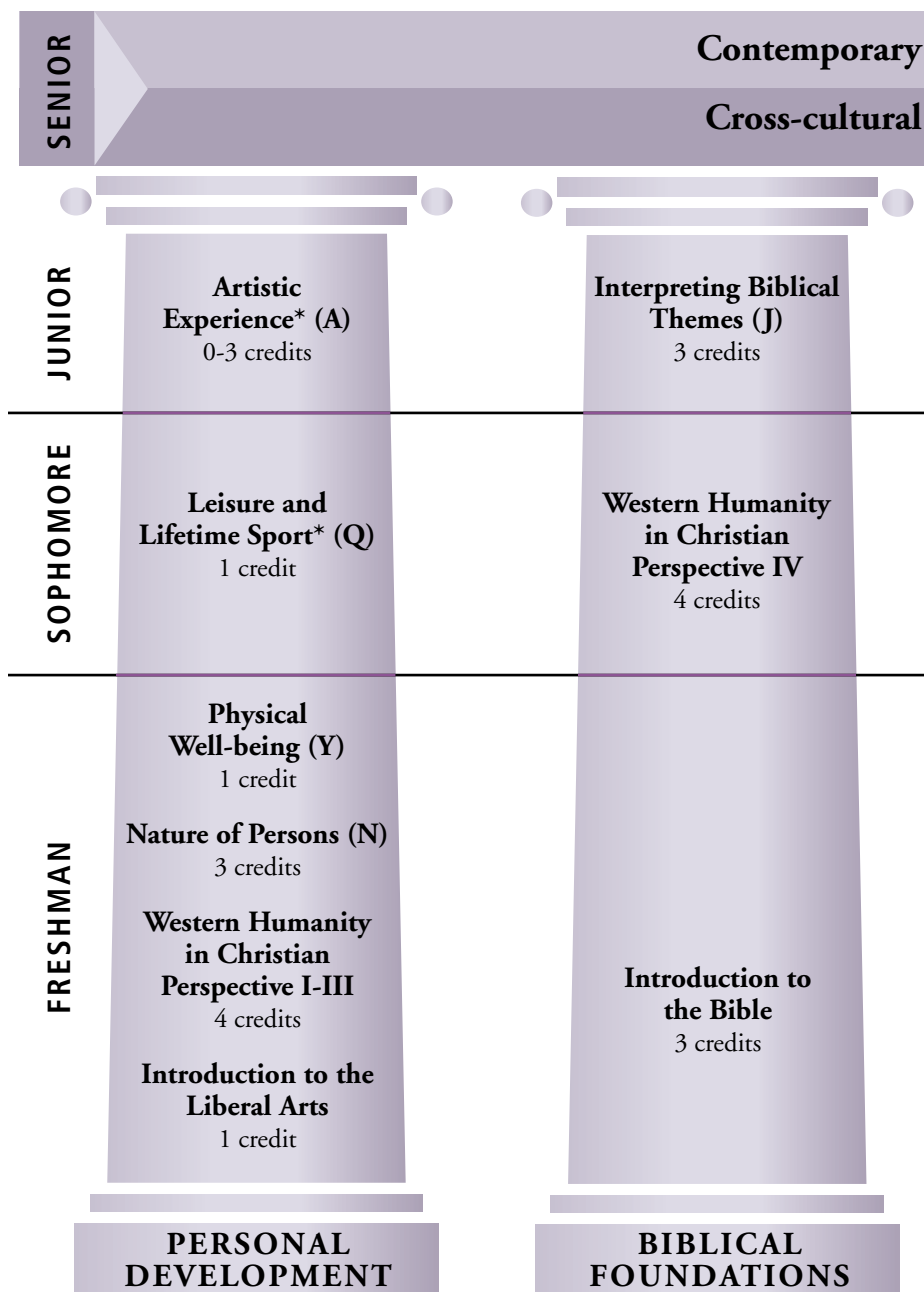 SENIOR
Contemporary
Cross-cultural
JUNIOR
Artistic
Experience* (A)
0-3 credits
Interpreting Biblical
Themes (J)
3 credits
SOPHOMORE
Leisure and
Lifetime Sport* (Q)
1 credit
Western Humanity
in Christian
Perspective IV
4 credits
FRESHMAN
Physical
Well-being (Y)
1 credit
Nature of Persons (N)
3 credits
Western Humanity
in Christian
Perspective I-III
4 credits
Introduction to the
Liberal Arts
1 credit
Introduction to
the Bible
3 credits
PERSONAL
DEVELOPMENT
BIBLICAL
FOUNDATIONS